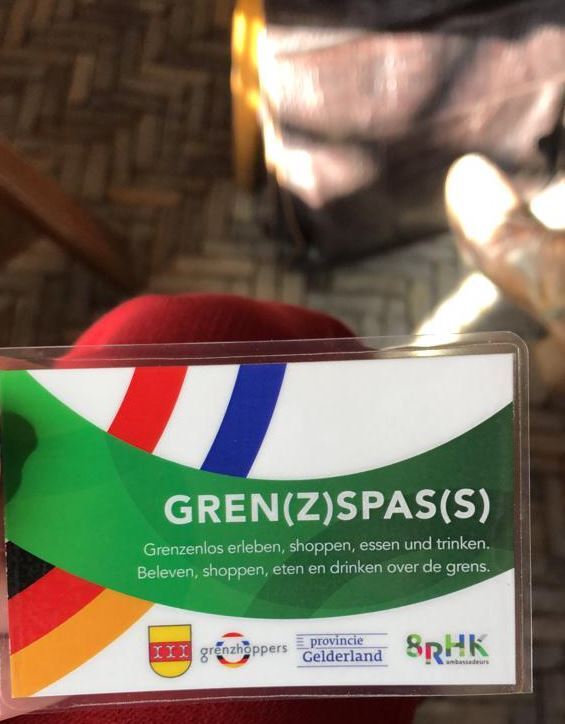 GREN(Z)SPAS(S)
Grenzenlos erleben, shoppen, essen und trinken.
Beleven, shoppen, eten en drinken over de grens.
grenzhoppers
provincie
Gelderland
8RHK
ambassadeurs